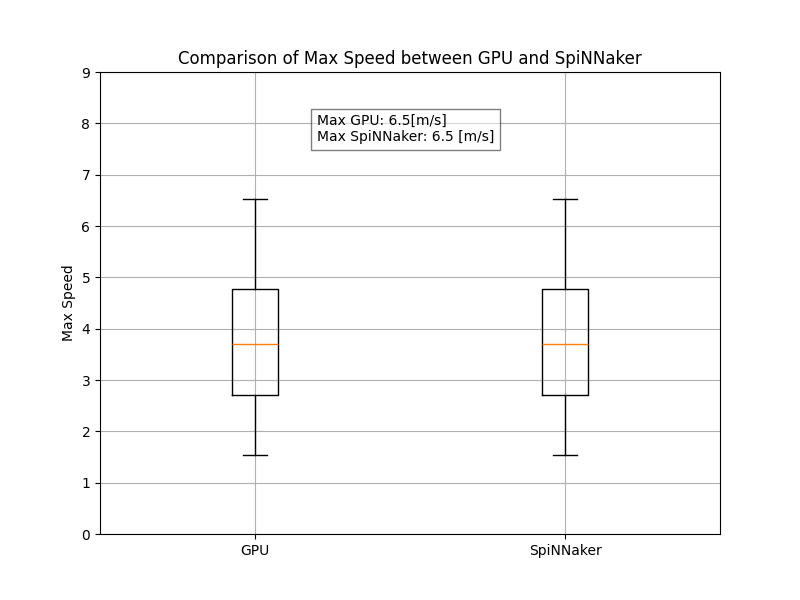 Comparison of Max Speed between GPU and SpiNNaker
Max GPU: 6.5[m/s]
Max SpiNNaker: 6.5 [m/s]
Max Speed
9
8
7
6
5
4
3
2
1
0
GPU
SpiNNaker